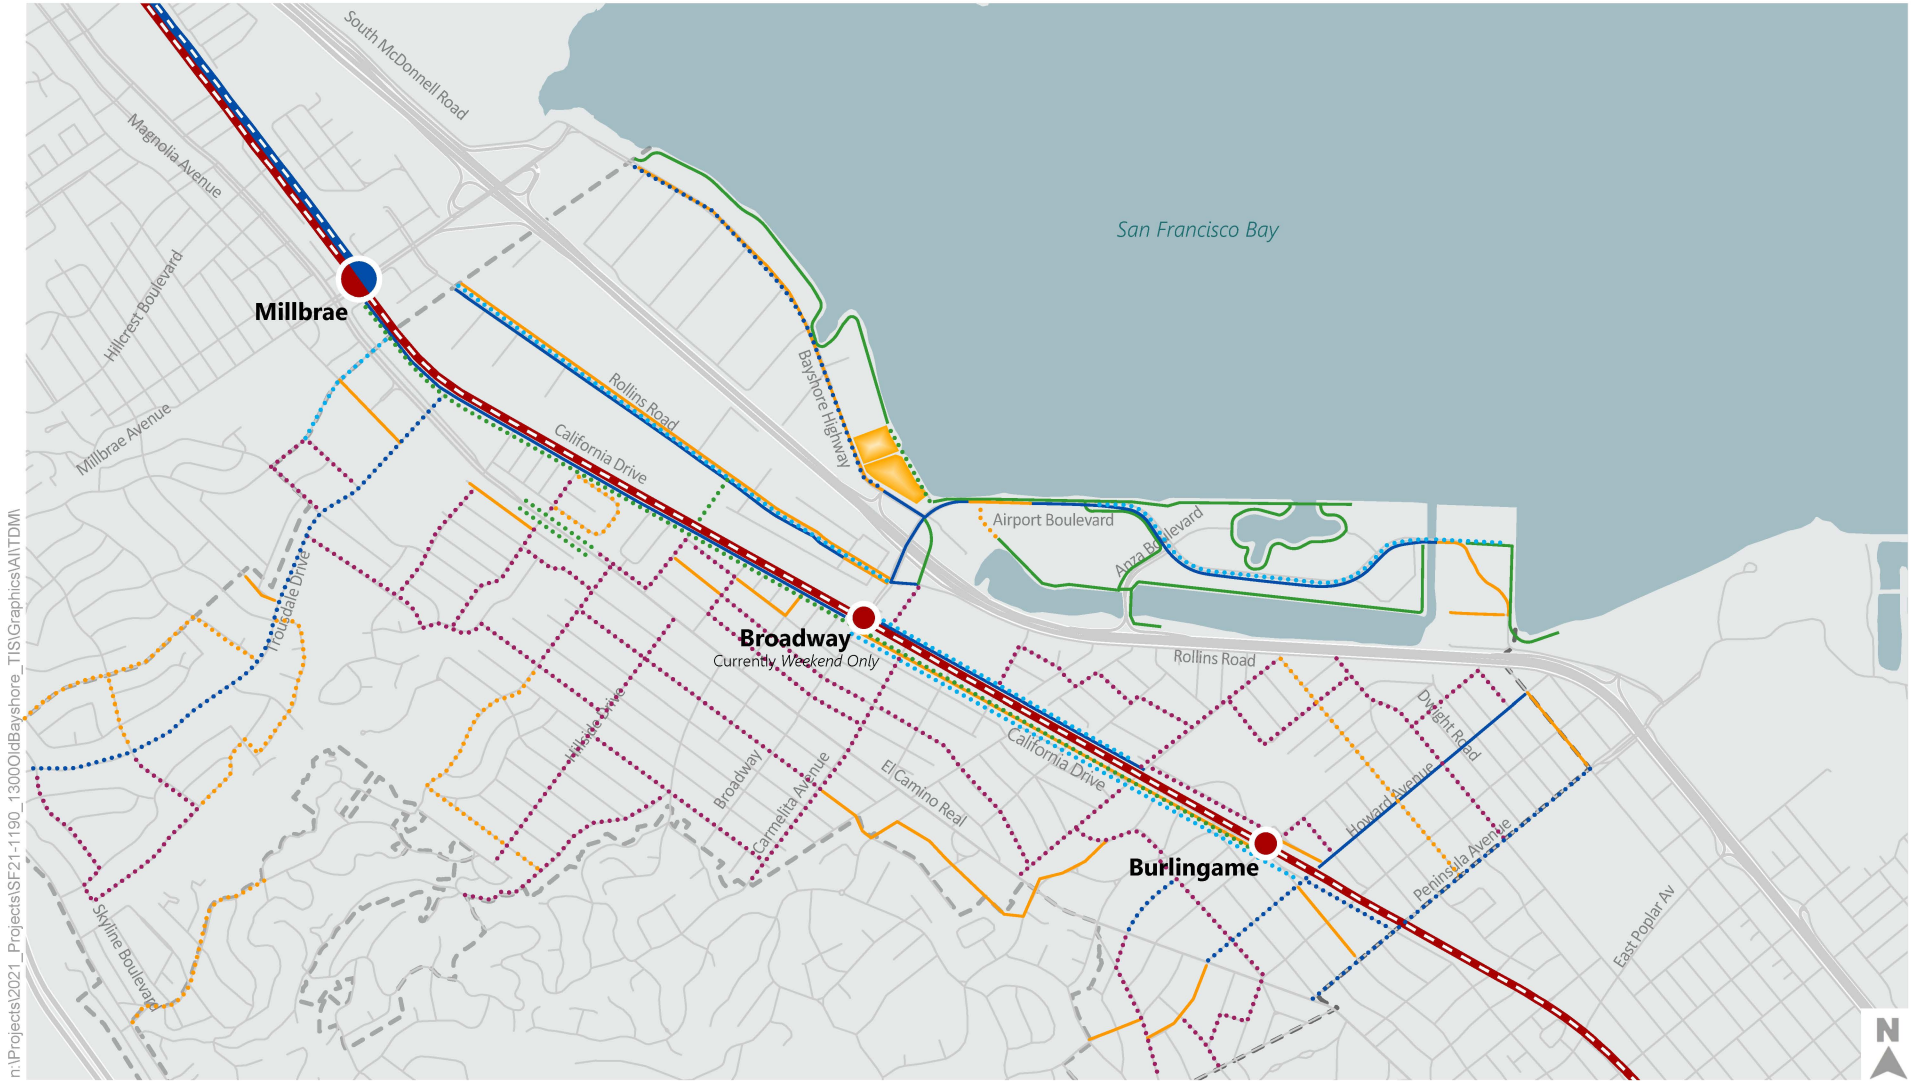 South McDonnell Road
Magnolia Avenue
San Francisco Bay
Hillcrest Boulevard
Millbrae
Bayshore Highway
Rollins Road
Millbrae Avenue
California Drive
Airport Boulevard
Anza Boulevard
Trousdale Drive
Broadway
Currently Weekend Only
Rollins Road
Hillside Drive
Dwight Road
California Drive
Broadway
Carmelita Avenue
El Camino Real
Howard Avenue
Peninsula Avenue
Burlingame
East Poplar Av
Skyline Boulevard
N
n:\Projects\2021_Projects\SF21-1190_1300OldBayshore_TIS\Graphics\AI\TDM\